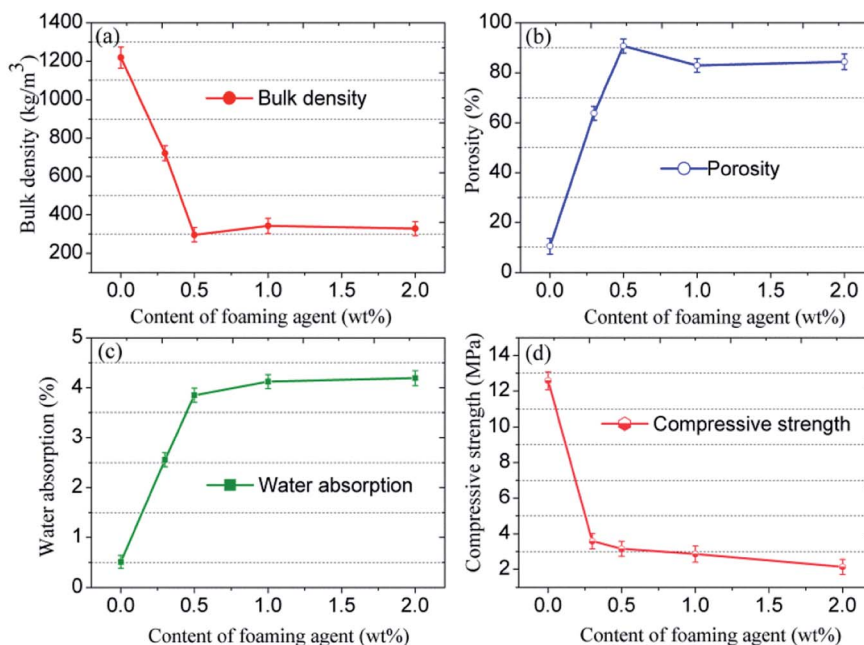 (a)
Bulk density (kg/m³)
1400
1200
1000
800
600
400
200
Bulk density
0.0 0.5 1.0 1.5 2.0
Content of foaming agent (wt%)
(b)
Porosity (%)
100
80
60
40
20
0
Porosity
0.0 0.5 1.0 1.5 2.0
Content of foaming agent (wt%)
(c)
Water absorption (%)
5
4
3
2
1
0
Water absorption
0.0 0.5 1.0 1.5 2.0
Content of foaming agent (wt%)
(d)
Compressive strength (MPa)
14
12
10
8
6
4
2
Compressive strength
0.0 0.5 1.0 1.5 2.0
Content of foaming agent (wt%)